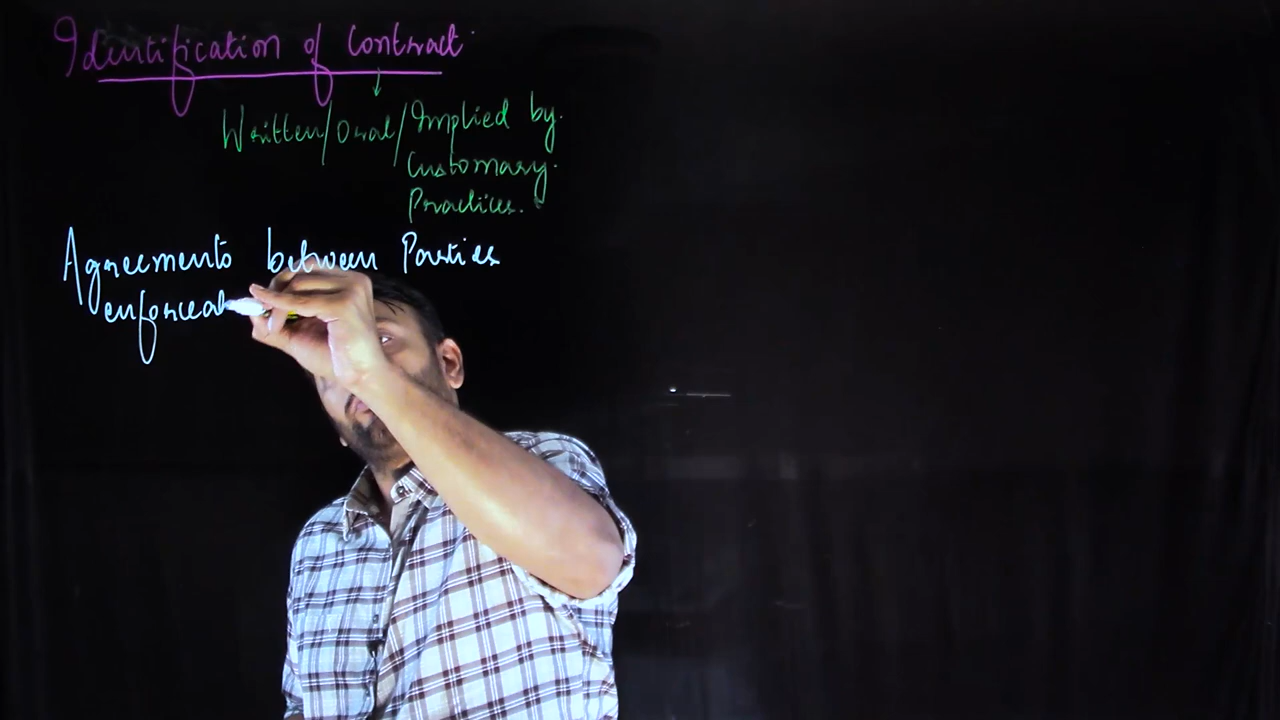 Identification of Contract
Written/Oral/Implied by.
Customary.
Practices.
Agreements between Parties
enforcea